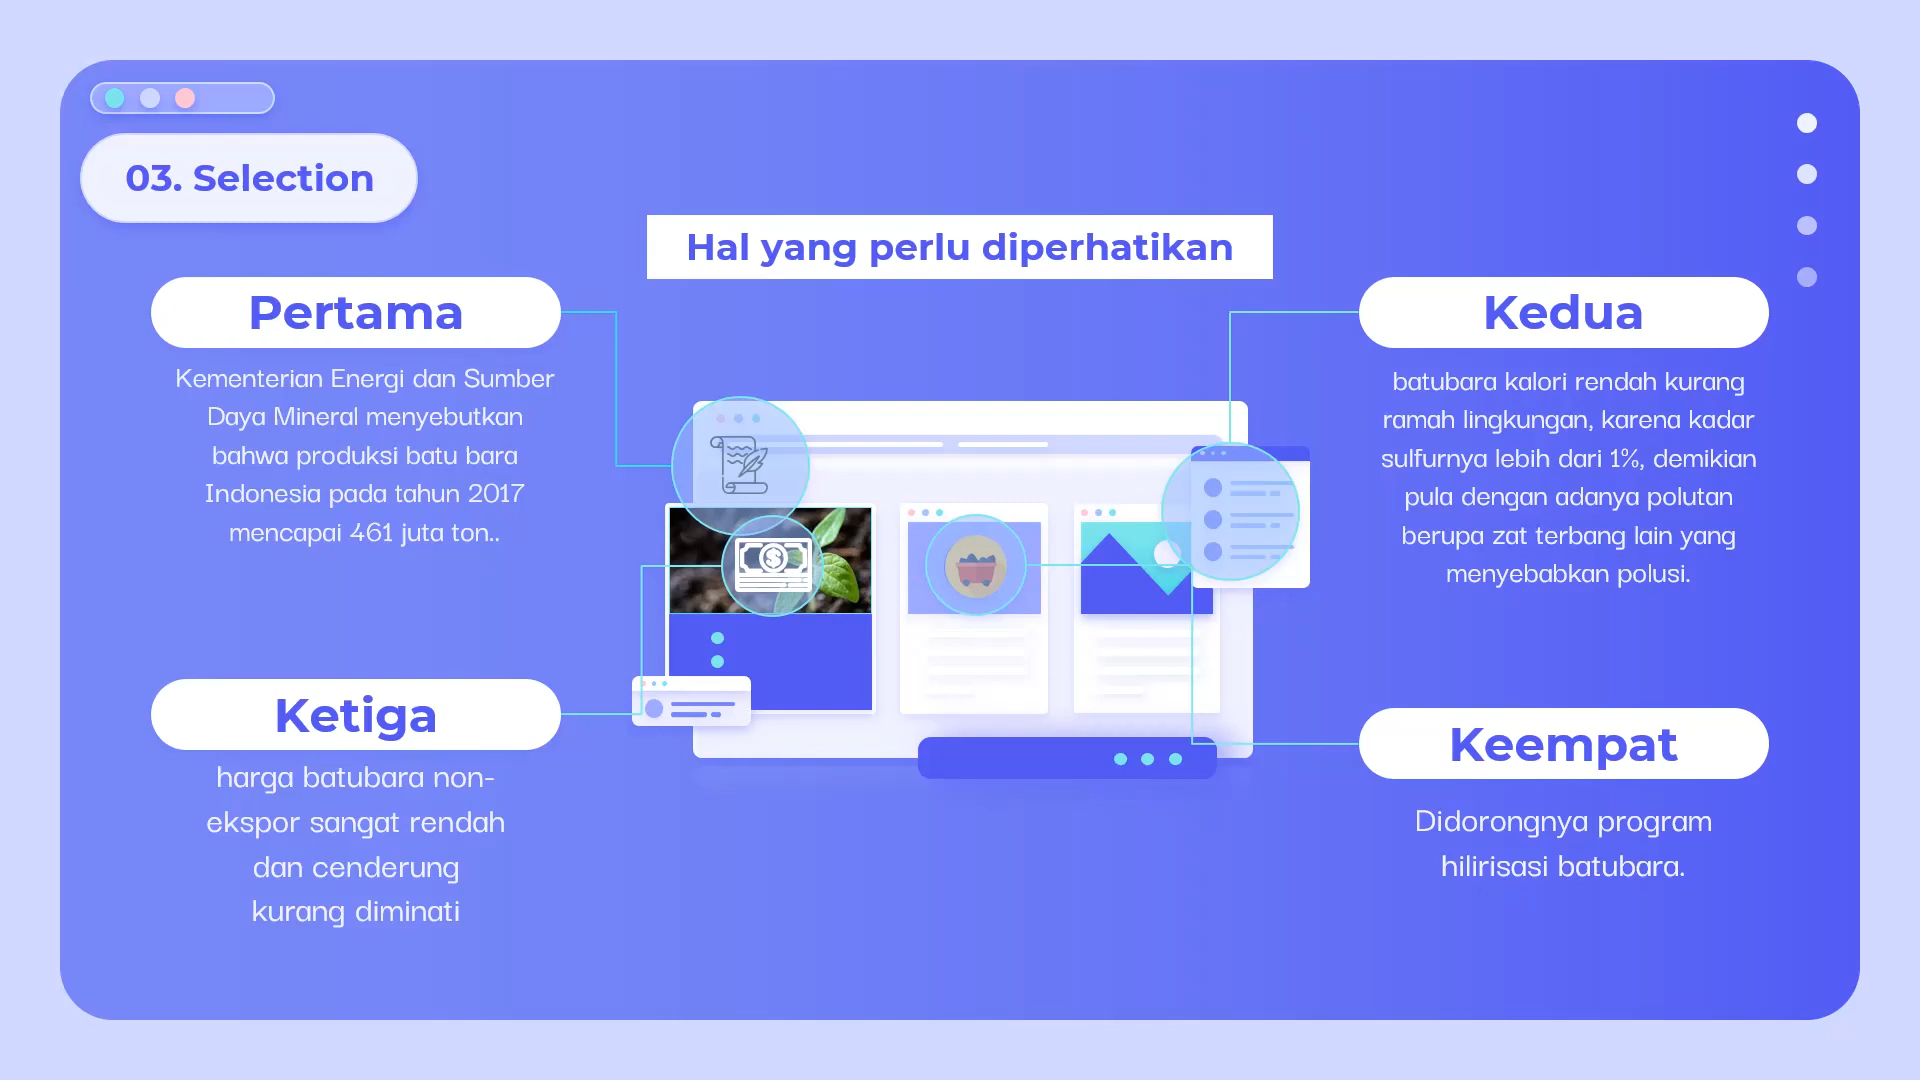 03. Selection
Hal yang perlu diperhatikan
Pertama
Kementerian Energi dan Sumber
Daya Mineral menyebutkan
bahwa produksi batu bara
Indonesia pada tahun 2017
mencapai 461 juta ton..
Kedua
batubara kalori rendah kurang
ramah lingkungan, karena kadar
sulfurnya lebih dari 1%, demikian
pula dengan adanya polutan
berupa zat terbang lain yang
menyebabkan polusi.
Ketiga
harga batubara non-
ekspor sangat rendah
dan cenderung
kurang diminati
Keempat
Didorongnya program
hilirisasi batubara.